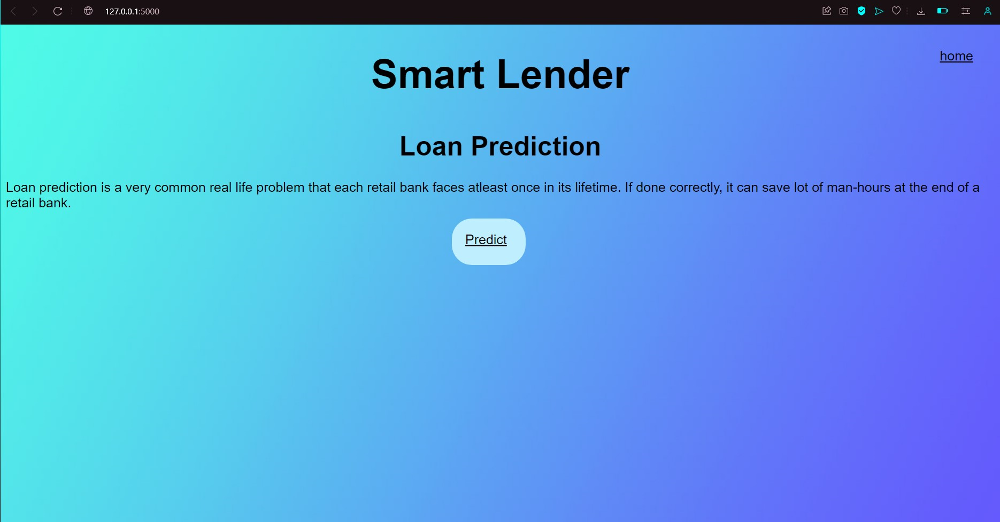 127.0.0.1:5000
home
Smart Lender
Loan Prediction
Loan prediction is a very common real life problem that each retail bank faces atleast once in its lifetime. If done correctly, it can save lot of man-hours at the end of a
retail bank.
Predict